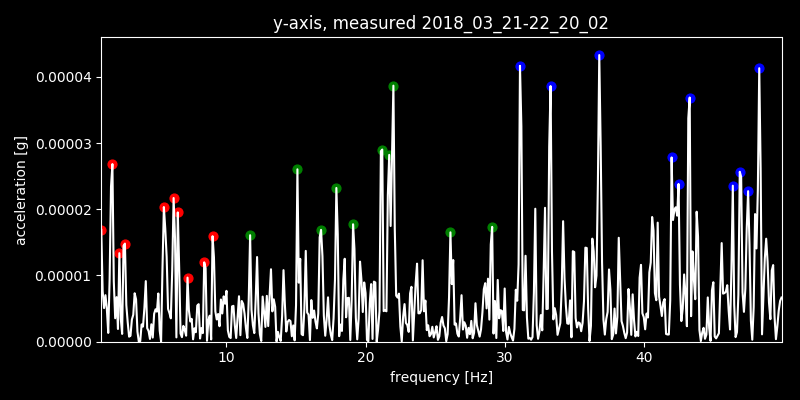 y-axis, measured 2018_03_21-22_20_02
acceleration [g]
0.00004
0.00003
0.00002
0.00001
0.00000
10 20 30 40
frequency [Hz]